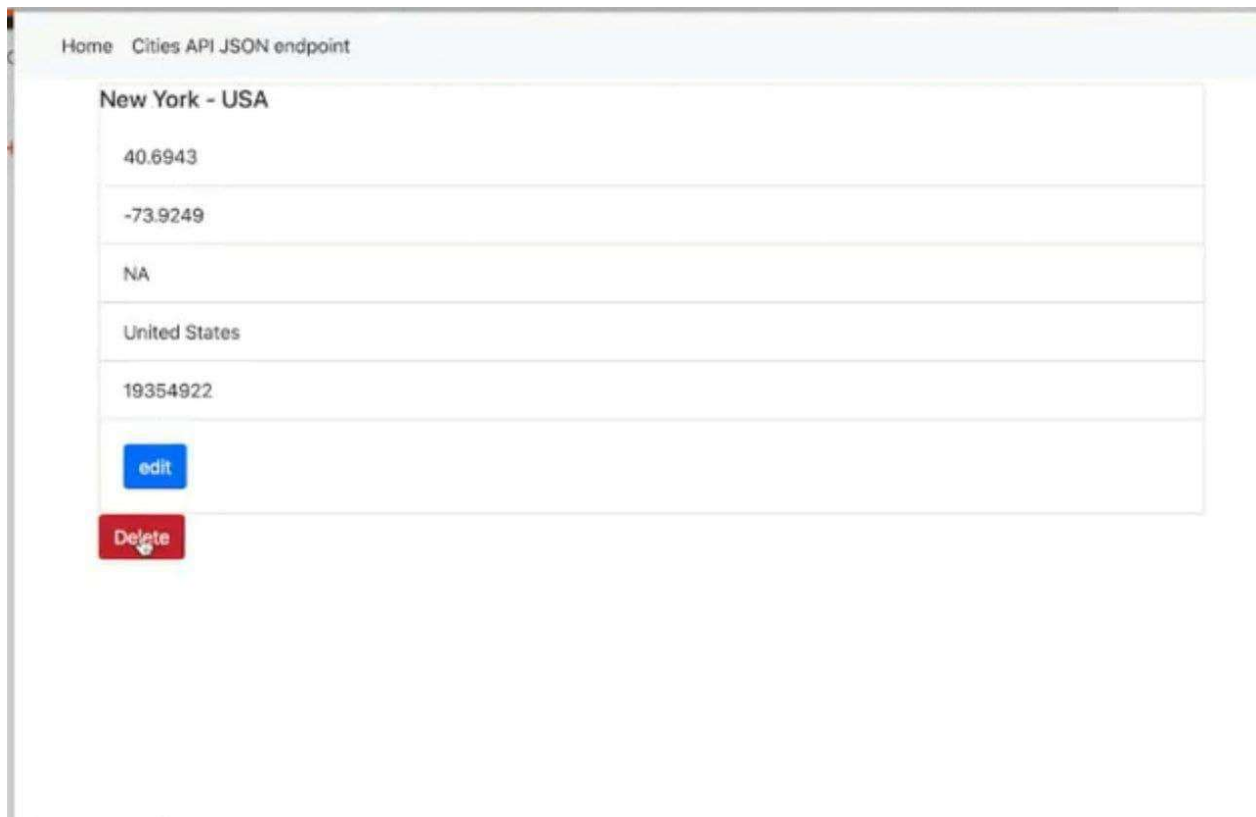 Home Cities API JSON endpoint
New York - USA
40.6943
-73.9249
NA
United States
19354922
edit
Delete